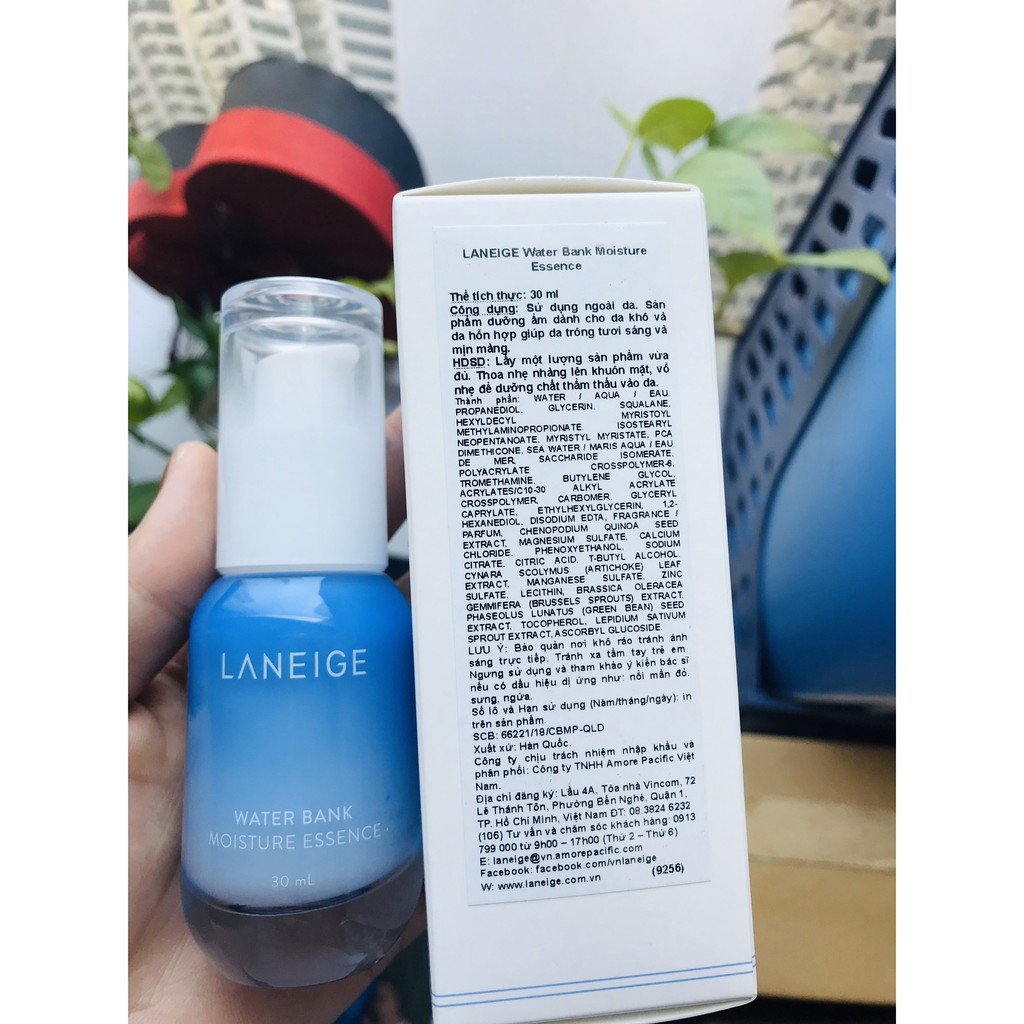 LANEIGE
WATER BANK
MOISTURE ESSENCE
30 mL
LANEIGE Water Bank Moisture
Essence
Thể tích thực: 30 ml
Công dụng: Sử dụng ngoài da. Sản
phẩm dưỡng ẩm dành cho da khô và
da hỗn hợp giúp da trông tươi sáng và
mịn màng.
HDSD: Lấy một lượng sản phẩm vừa
đủ. Thoa nhẹ nhàng lên khuôn mặt, vỗ
nhẹ để dưỡng chất thẩm thấu vào da.
Thành phần: WATER / AQUA / EAU.
PROPANEDIOL, GLYCERIN. SQUALANE,
HEXYLDECYL MYRISTOYL
METHYLAMINOPROPIONATE. ISOSTEARYL
NEOPENTANOATE, MYRISTYL MYRISTATE, PCA
DIMETHICONE, SEA WATER / MARIS AQUA / EAU
DE MER, SACCHARIDE ISOMERATE,
POLYACRYLATE CROSSPOLYMER-6,
TROMETHAMINE, BUTYLENE GLYCOL,
ACRYLATES/C10-30 ALKYL ACRYLATE
CROSSPOLYMER, CARBOMER, GLYCERYL
CAPRYLATE, ETHYLHEXYLGLYCERIN, 1,2-
HEXANEDIOL, DISODIUM EDTA, FRAGRANCE /
PARFUM, CHENOPODIUM QUINOA SEED
EXTRACT, MAGNESIUM SULFATE, CALCIUM
CHLORIDE, PHENOXYETHANOL, SODIUM
CITRATE, CITRIC ACID, T-BUTYL ALCOHOL,
CYNARA SCOLYMUS (ARTICHOKE) LEAF
EXTRACT, MANGANESE SULFATE, ZINC
SULFATE, LECITHIN, BRASSICA OLERACEA
GEMMIFERA (BRUSSELS SPROUTS) EXTRACT,
PHASEOLUS LUNATUS (GREEN BEAN) SEED
EXTRACT, TOCOPHEROL, LEPIDIUM SATIVUM
SPROUT EXTRACT, ASCORBYL GLUCOSIDE.
LƯU Ý: Bảo quản nơi khô ráo tránh ánh
sáng trực tiếp. Tránh xa tầm tay trẻ em
Ngưng sử dụng và tham khảo ý kiến bác sĩ
nếu có dấu hiệu dị ứng như: nổi mẩn đỏ,
sưng, ngứa.
Số lô và Hạn sử dụng (Năm/tháng/ngày): in
trên sản phẩm.
SCB: 66221/18/CBMP-QLD
Xuất xứ: Hàn Quốc.
Công ty chịu trách nhiệm nhập khẩu và
phân phối: Công ty TNHH Amore Pacific Việt
Nam.
Địa chỉ đăng ký: Lầu 4A, Tòa nhà Vincom, 72
Lê Thánh Tôn, Phường Bến Nghé, Quận 1,
TP. Hồ Chí Minh, Việt Nam ĐT: 08.3824 6232
(106) Tư vấn và chăm sóc khách hàng: 0913
799 000 từ 9h00 – 17h00 (Thứ 2 – Thứ 6)
E: laneige@vn.amorepacific.com
Facebook: facebook.com/vnlaneige
W: www.laneige.com.vn (9256)